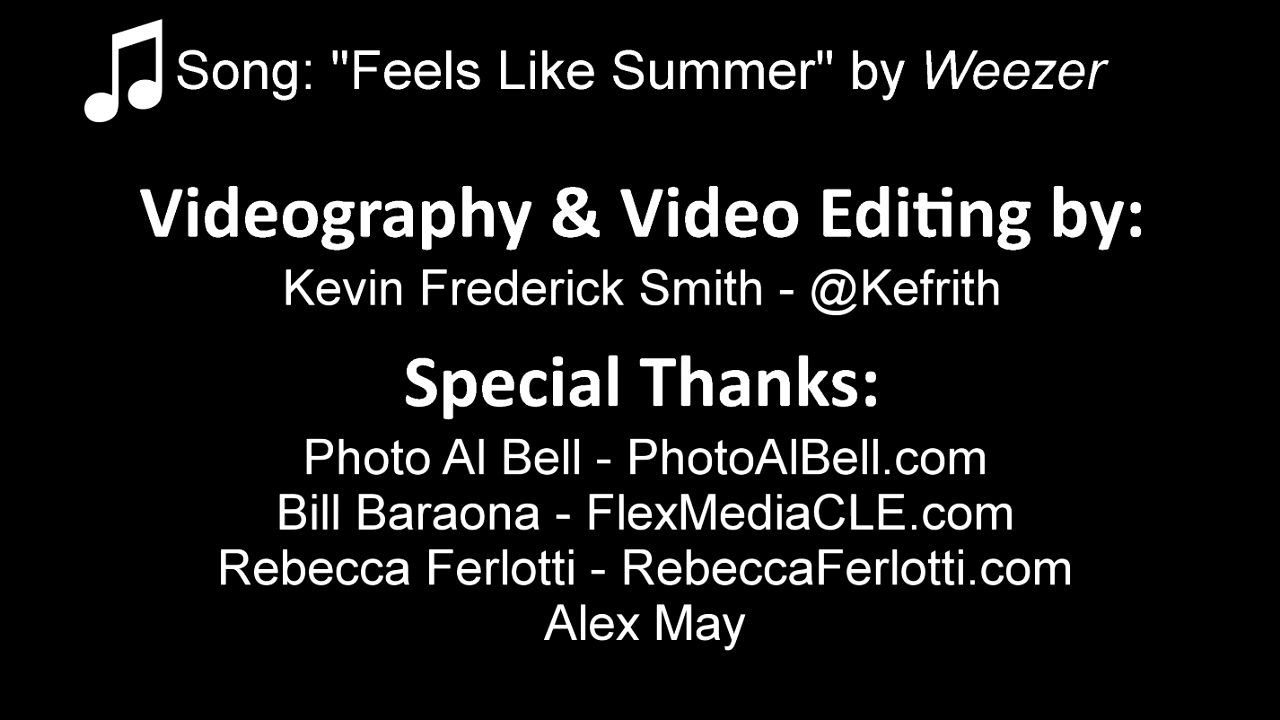 Song: "Feels Like Summer" by Weezer
Videography & Video Editing by:
Kevin Frederick Smith - @Kefrith
Special Thanks:
Photo Al Bell - PhotoAlBell.com
Bill Baraona - FlexMediaCLE.com
Rebecca Ferlotti - RebeccaFerlotti.com
Alex May